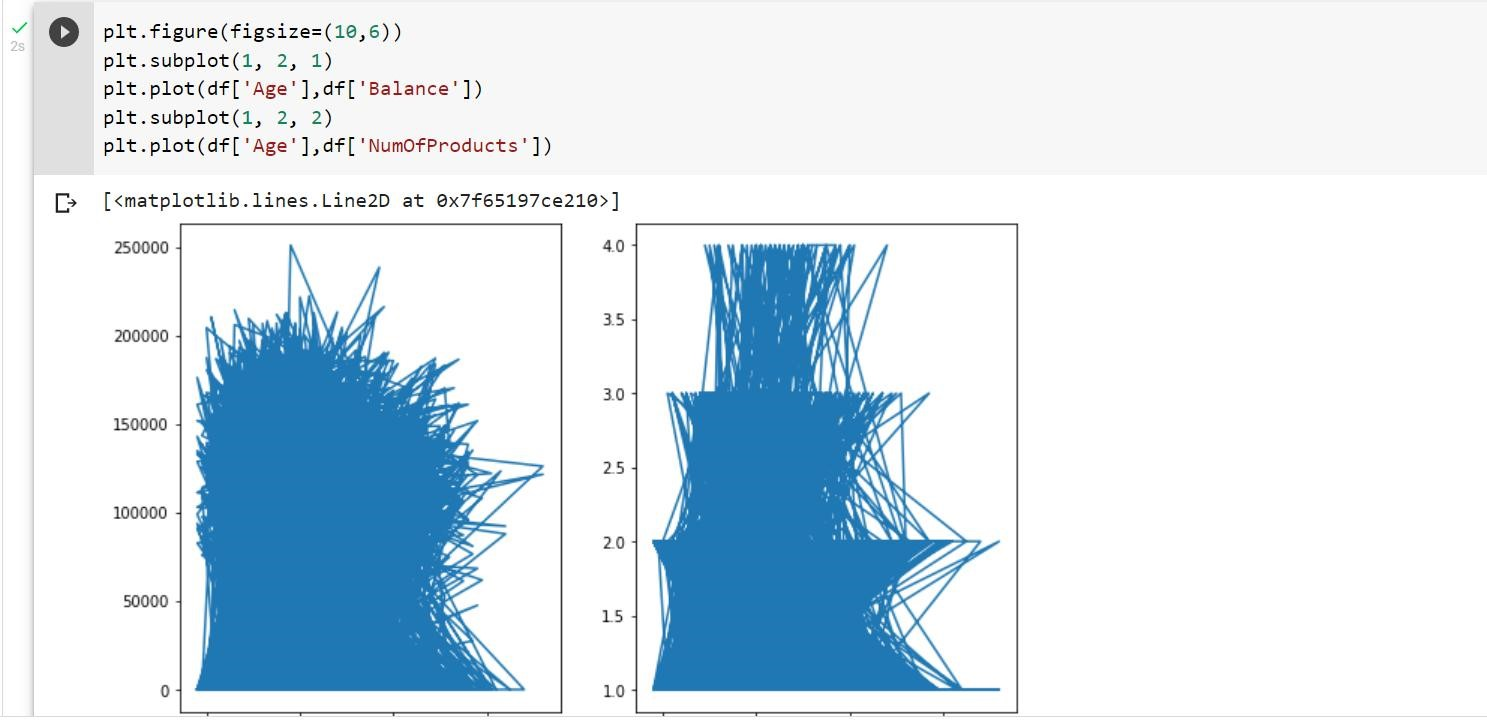 plt.figure(figsize=(10,6))
2s
plt.subplot(1, 2, 1)
plt.plot(df['Age'],df['Balance'])
plt.subplot(1, 2, 2)
plt.plot(df['Age'],df['NumOfProducts'])
[<matplotlib.lines.Line2D at 0x7f65197ce210>]
250000
200000
150000
100000
50000
0
4.0
3.5
3.0
2.5
2.0
1.5
1.0